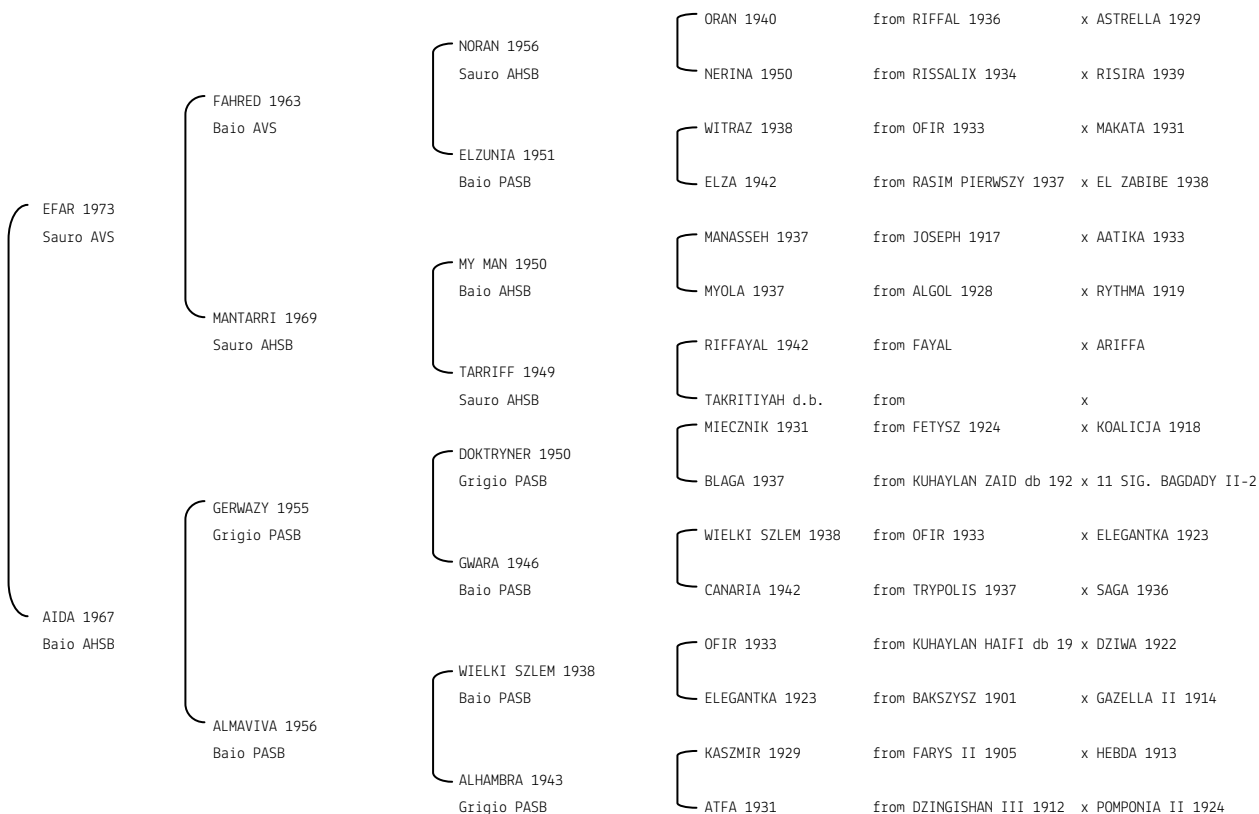 ORAN 1940 from RIFFAL 1936 x ASTRELLA 1929
NORAN 1956
Sauro AHSB NERINA 1950 from RISSALIX 1934 x RISIRA 1939
FAHRED 1963
Baio AVS WITRAZ 1938 from OFIR 1933 x MAKATA 1931
ELZUNIA 1951
Baio PASB ELZA 1942 from RASIM PIERWSZY 1937 x EL ZABIBE 1938
EFAR 1973
Sauro AVS MANASSEH 1937 from JOSEPH 1917 x AATIKA 1933
MY MAN 1950
Baio AHSB MYOLA 1937 from ALGOL 1928 x RYTHMA 1919
MANTARRI 1969
Sauro AHSB RIFFAYAL 1942 from FAYAL x ARIFFA
TARRIFF 1949
Sauro AHSB TAKRITIYAH d.b. from x
MIECZNIK 1931 from FETYSZ 1924 x KOALICJA 1918
DOKTRYNER 1950
Grigio PASB BLAGA 1937 from KUHAYLAN ZAID db 192 x 11 SIG. BAGDADY II-2
GERWAZY 1955
Grigio PASB WIELKI SZLEM 1938 from OFIR 1933 x ELEGANTKA 1923
GWARA 1946
Baio PASB CANARIA 1942 from TRYPOLIS 1937 x SAGA 1936
AIDA 1967
Baio AHSB OFIR 1933 from KUHAYLAN HAIFI db 19 x DZIWA 1922
WIELKI SZLEM 1938
Baio PASB ELEGANTKA 1923 from BAKSZYSZ 1901 x GAZELLA II 1914
ALMAVIVA 1956
Baio PASB KASZMIR 1929 from FARYS II 1905 x HEBDA 1913
ALHAMBRA 1943
Grigio PASB ATFA 1931 from DZINGISHAN III 1912 x POMPONIA II 1924